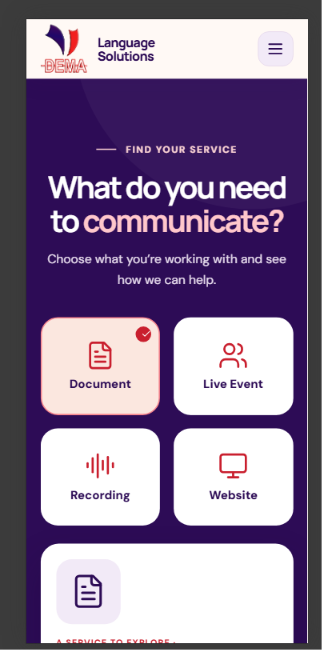 DEMA
Language
Solutions
FIND YOUR SERVICE
What do you need
to communicate?
Choose what you're working with and see
how we can help.
Document
Live Event
Recording
Website
A SERVICE TO EXPLORE